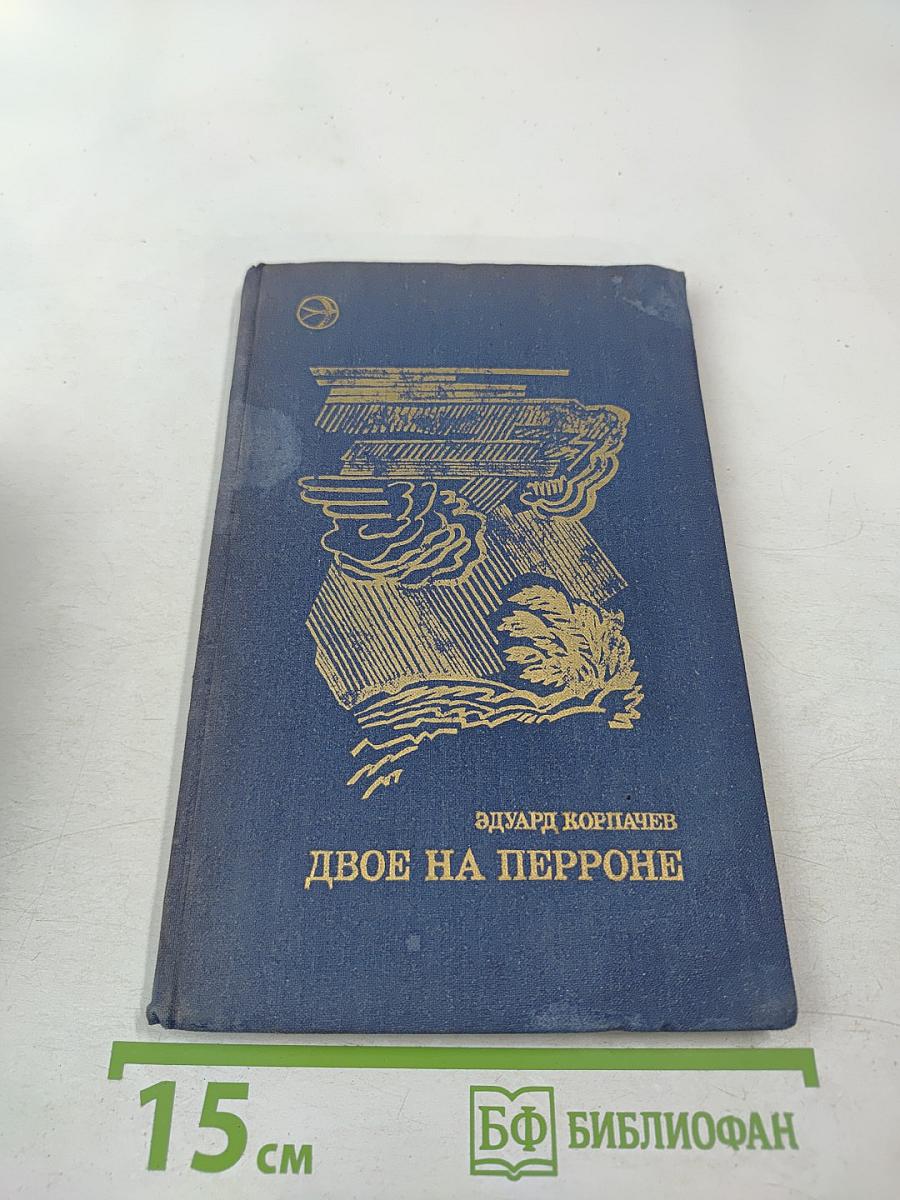 ЭДУАРД КОРПАЧЕВ
ДВОЕ НА ПЕРРОНЕ
15 см
БФ БИБЛИОФАН